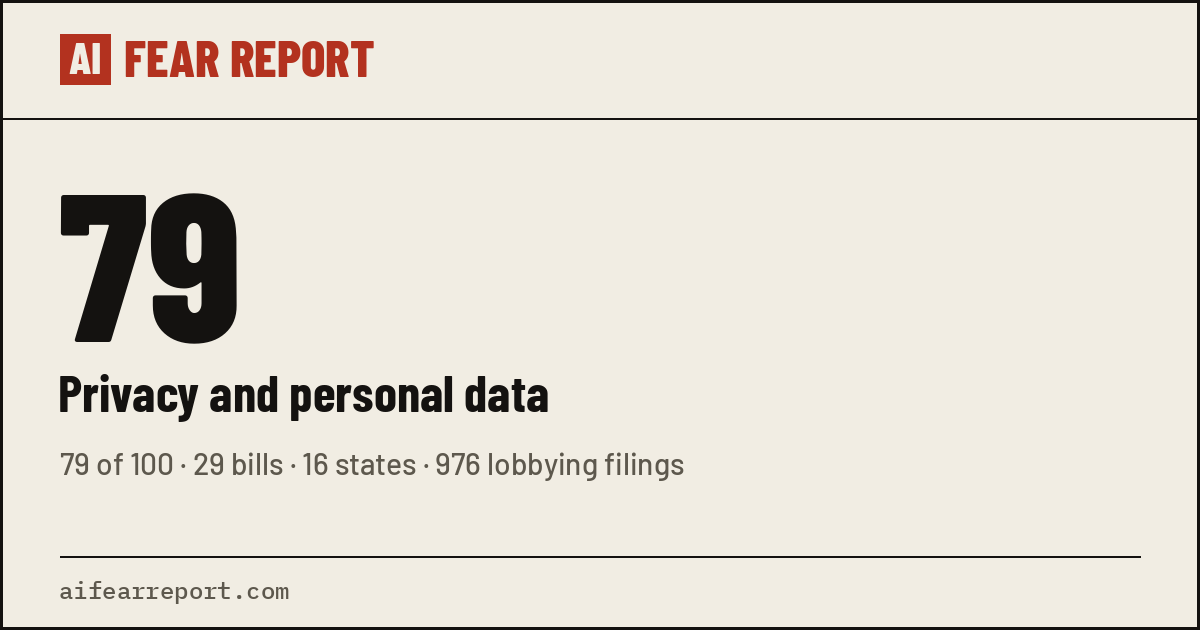 AI FEAR REPORT
79
Privacy and personal data
79 of 100 · 29 bills · 16 states · 976 lobbying filings
aifearreport.com